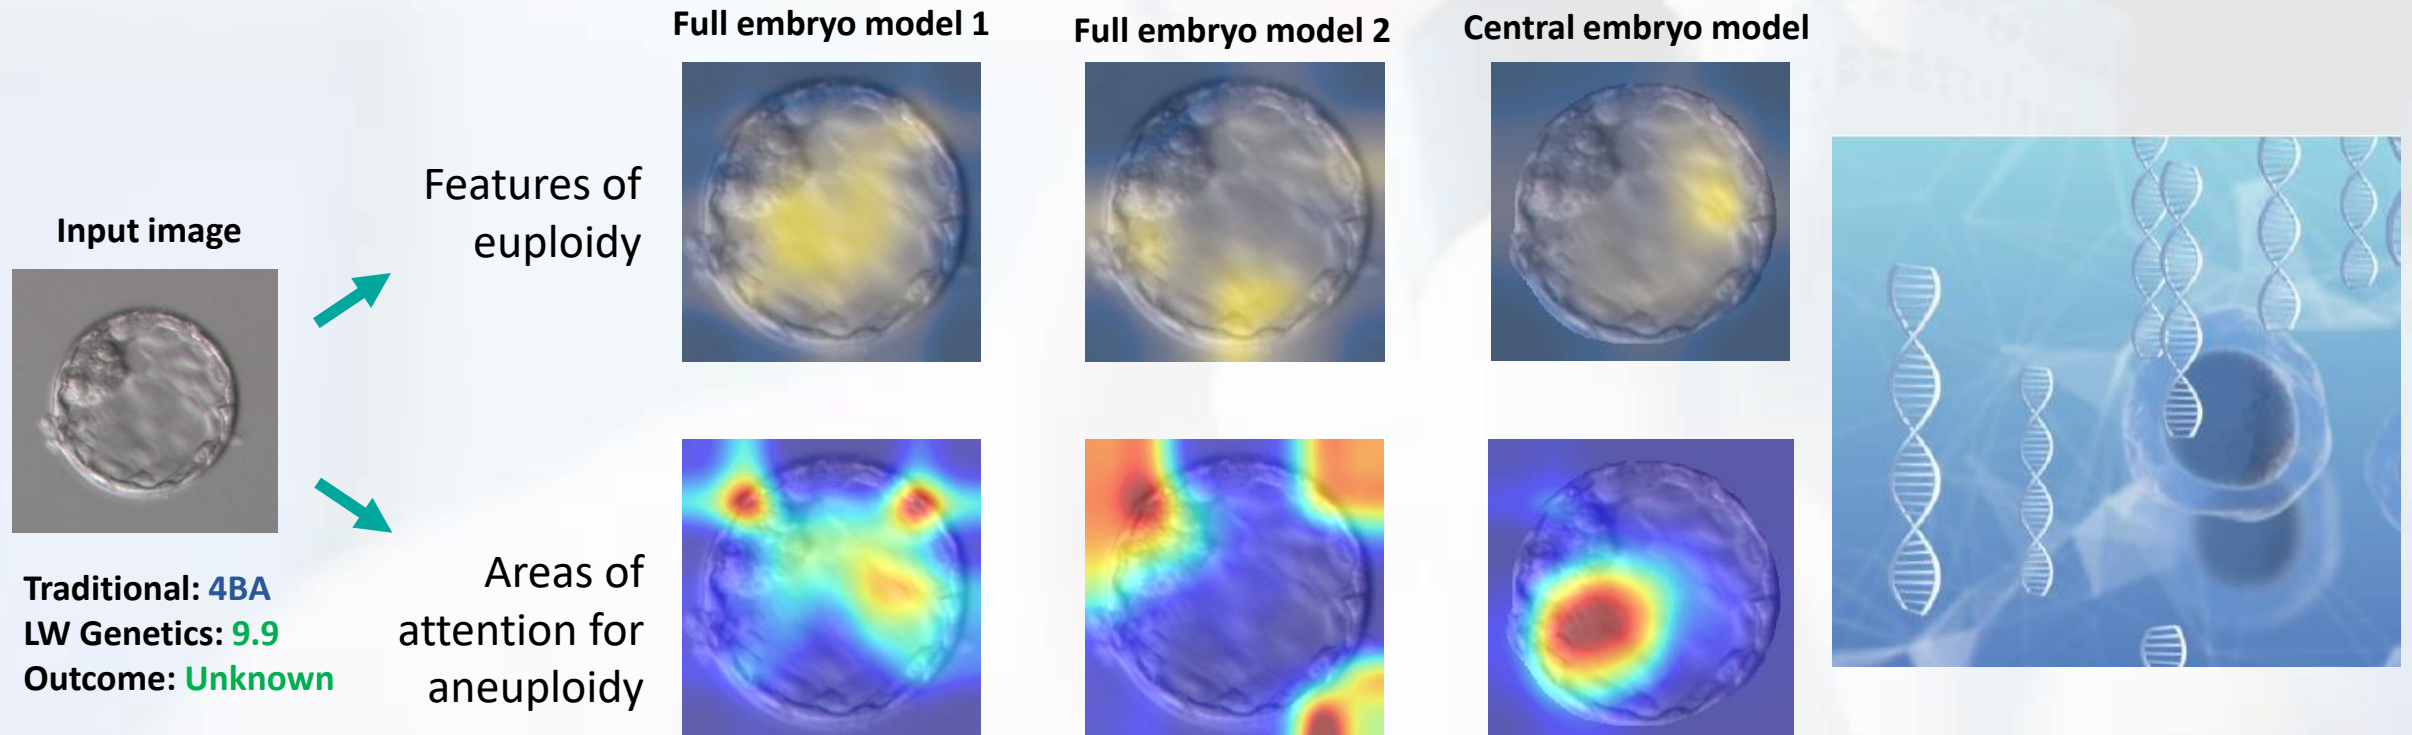 Full embryo model 1
Full embryo model 2
Central embryo model
Features of
euploidy
Input image
Areas of
attention for
aneuploidy
Traditional: 4BA
LW Genetics: 9.9
Outcome: Unknown